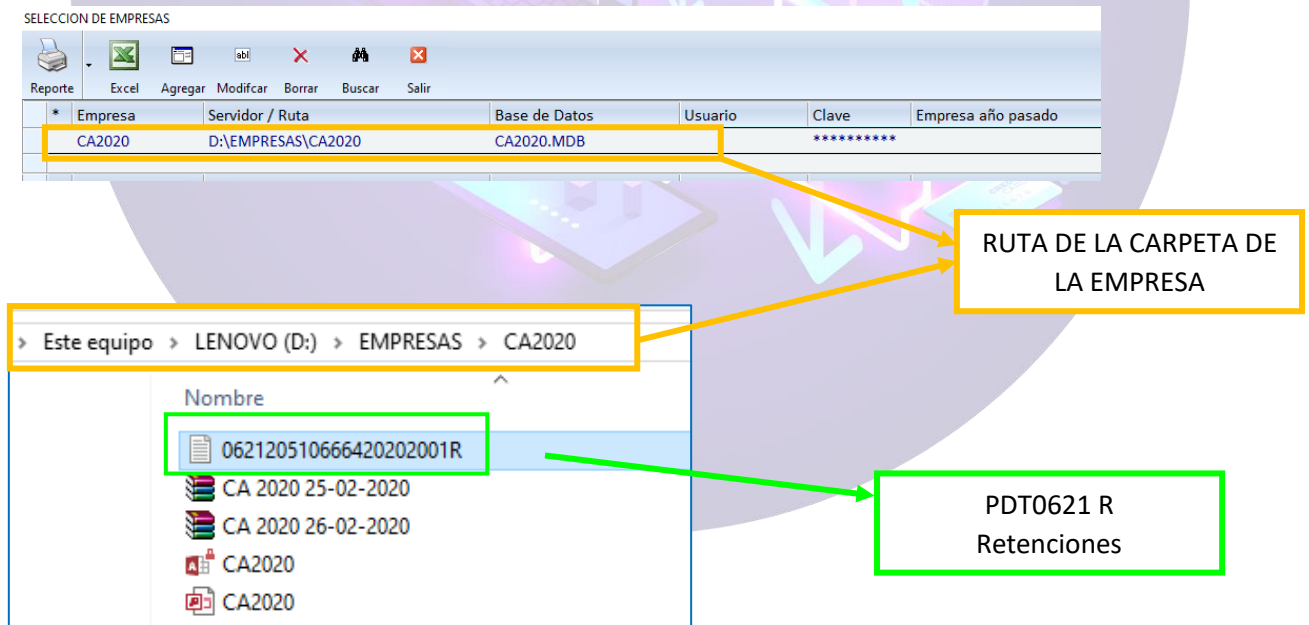 SELECCION DE EMPRESAS
Reporte Excel Agregar Modifcar Borrar Buscar Salir
* Empresa Servidor / Ruta Base de Datos Usuario Clave Empresa año pasado
CA2020 D:\EMPRESAS\CA2020 CA2020.MDB **********
RUTA DE LA CARPETA DE
LA EMPRESA
> Este equipo > LENOVO (D:) > EMPRESAS > CA2020
Nombre
062120510666420202001R
CA 2020 25-02-2020
CA 2020 26-02-2020
CA2020
CA2020
PDT0621 R
Retenciones